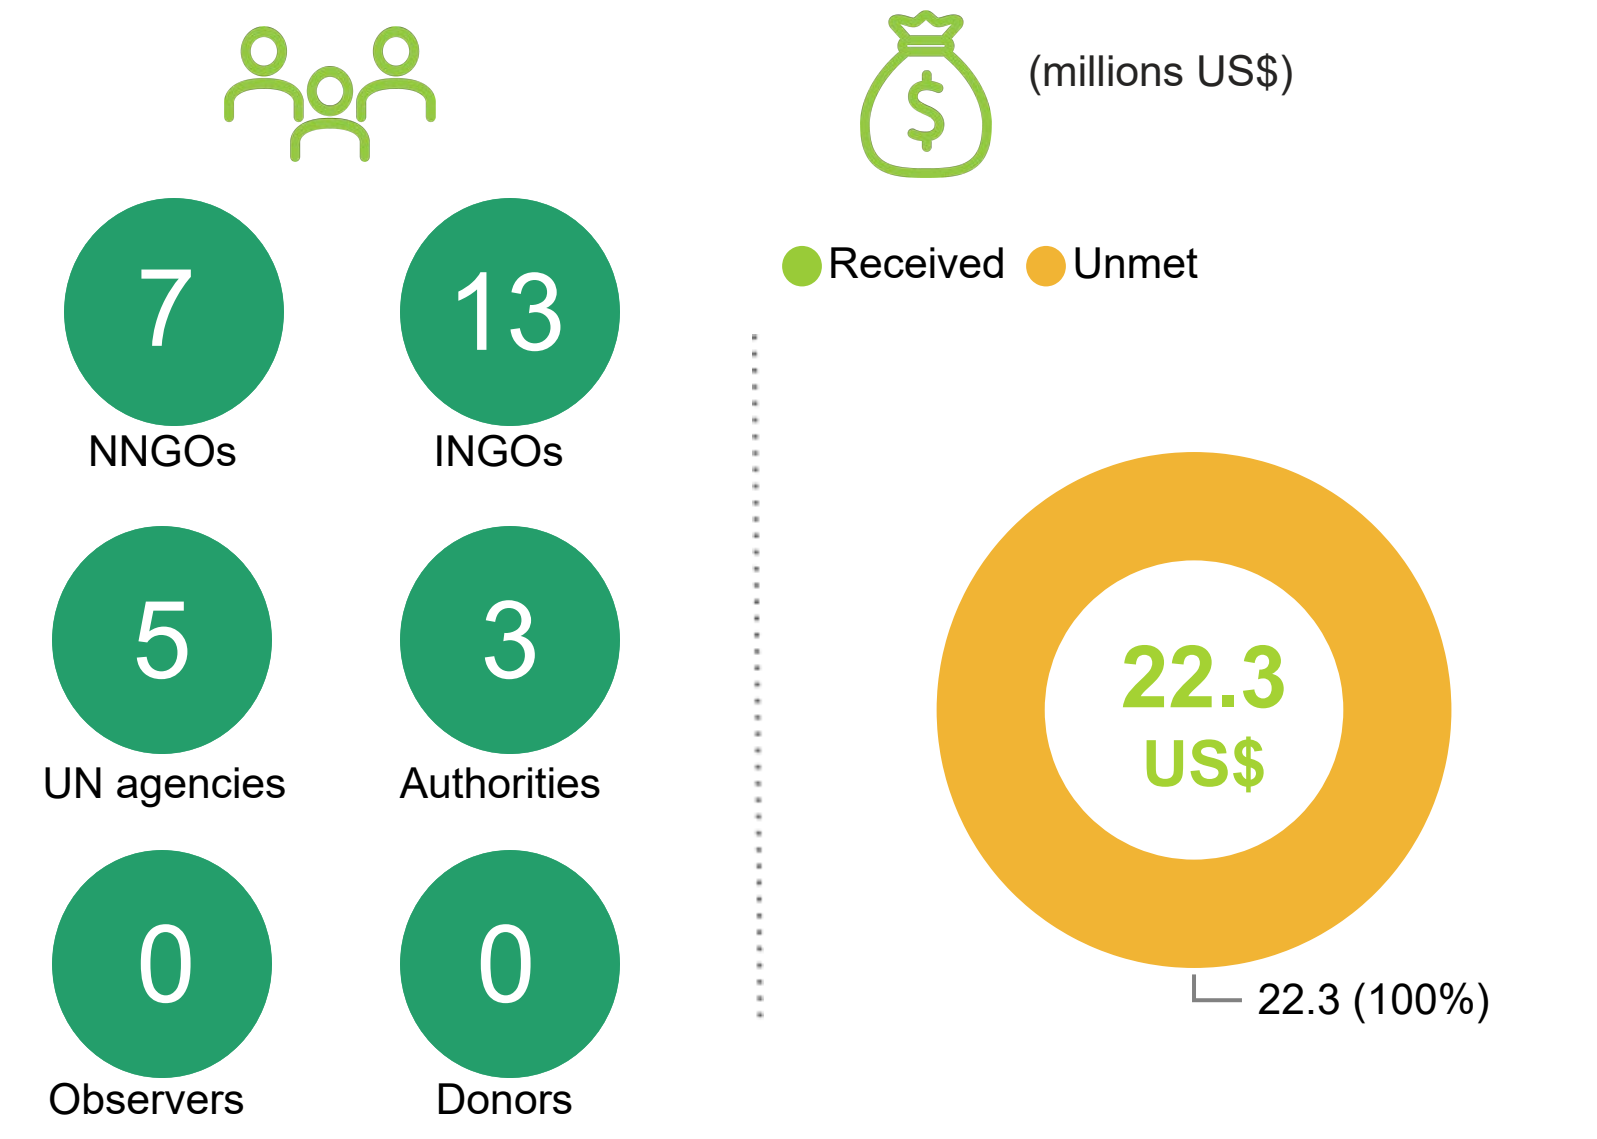 $
(millions US$)
Received
Unmet
7
13
NNGOs
INGOs
5
3
UN agencies
Authorities
0
0
Observers
Donors
22.3
US$
22.3 (100%)